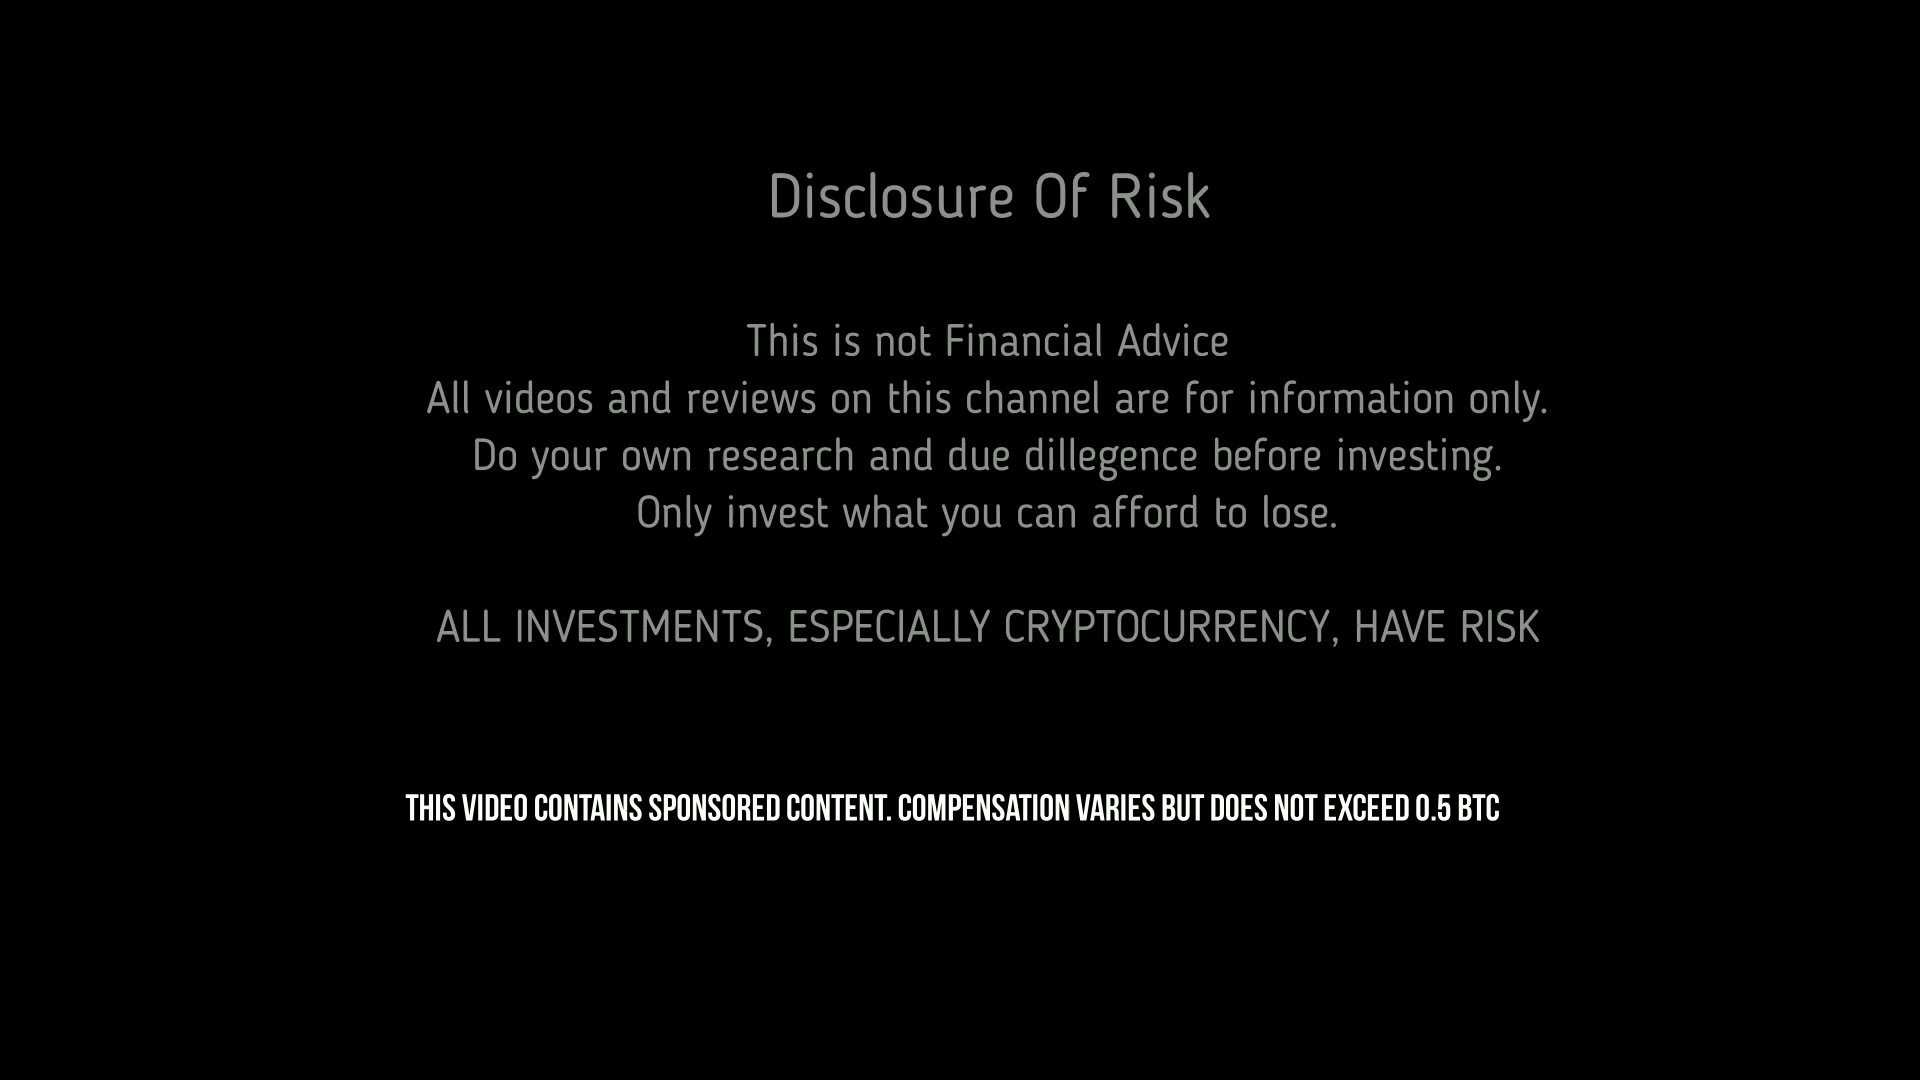 Disclosure Of Risk
This is not Financial Advice
All videos and reviews on this channel are for information only.
Do your own research and due dillegence before investing.
Only invest what you can afford to lose.
ALL INVESTMENTS, ESPECIALLY CRYPTOCURRENCY, HAVE RISK
THIS VIDEO CONTAINS SPONSORED CONTENT. COMPENSATION VARIES BUT DOES NOT EXCEED 0.5 BTC